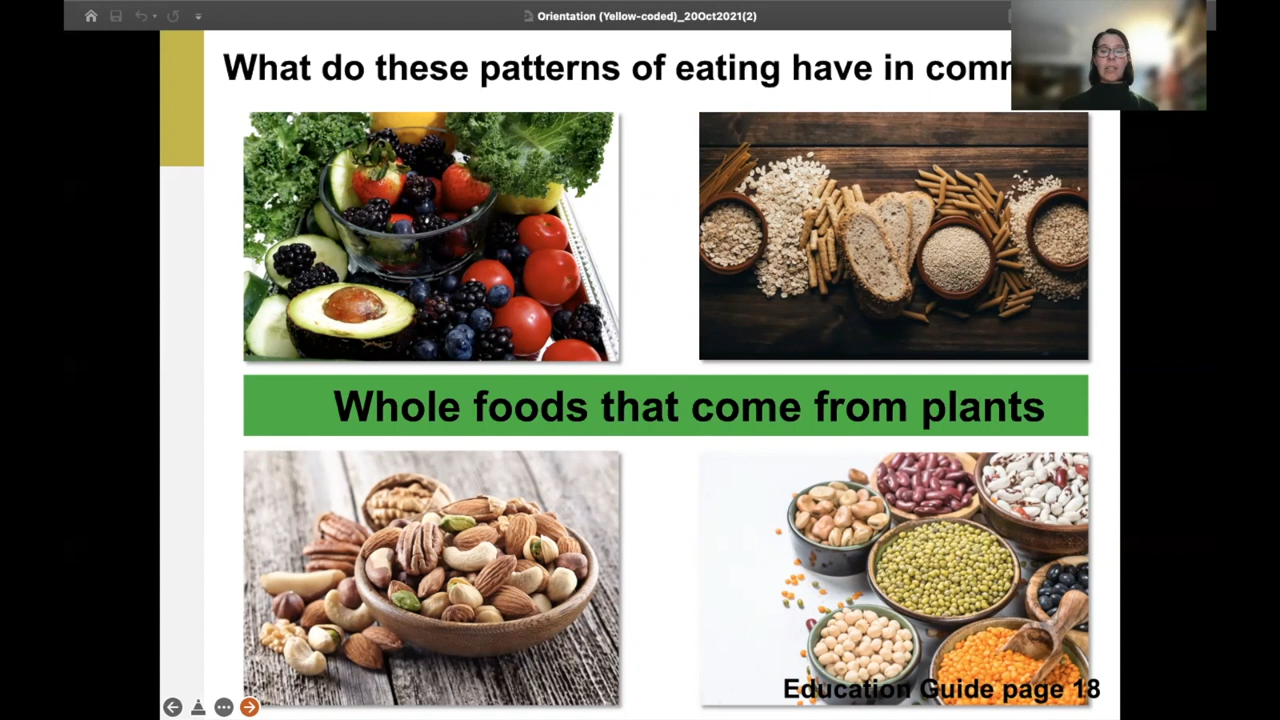 Orientation (Yellow-coded)_20Oct2021(2)
What do these patterns of eating have in
Whole foods that come from plants
Education Guide page 18